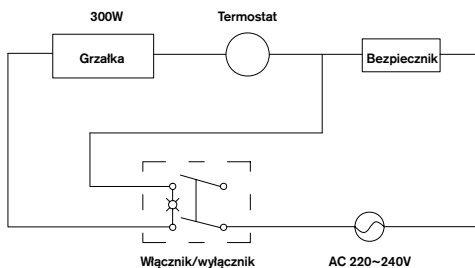 300W
Termostat
Grzałka
Bezpiecznik
Włącznik/wyłącznik
AC 220~240V